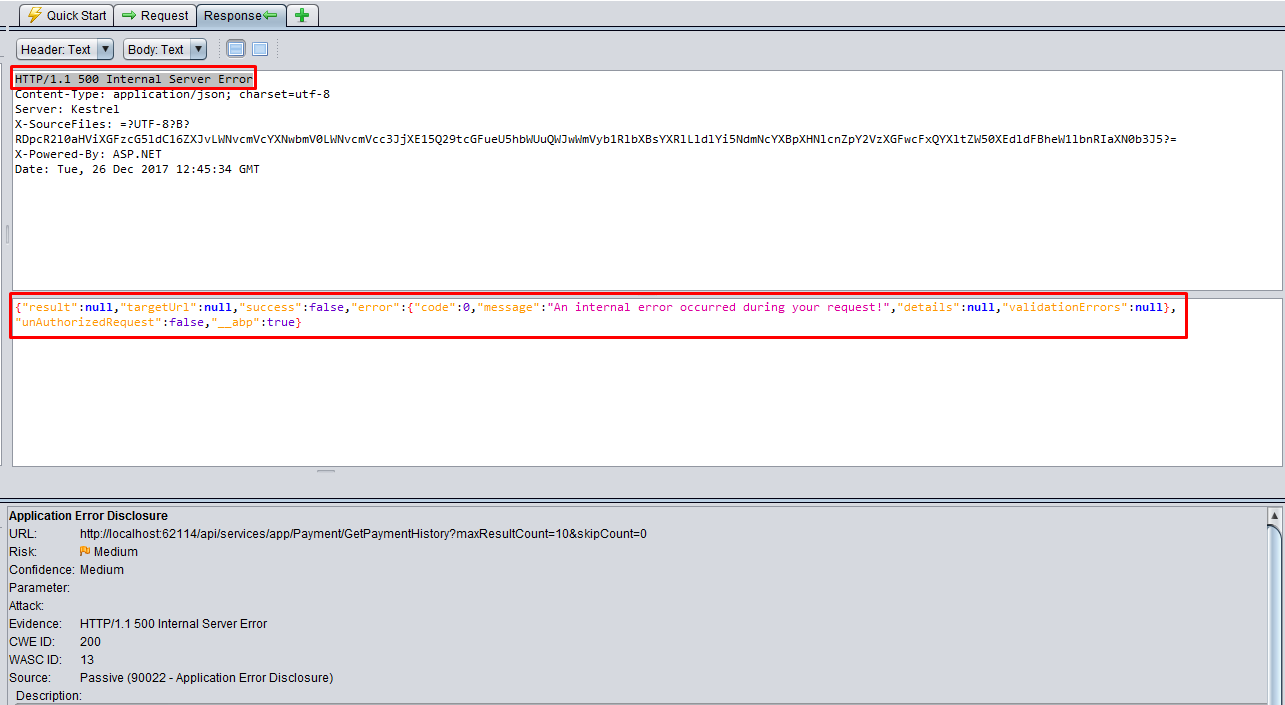 Quick Start
Request
Response
Header: Text
Body: Text
HTTP/1.1 500 Internal Server Error
Content-Type: application/json; charset=utf-8
Server: Kestrel
X-SourceFiles: =?UTF-8?B?
X-Powered-By: ASP.NET
Date: Tue, 26 Dec 2017 12:45:34 GMT
{"result":null,"targetUrl":null,"success":false,"error":{"code":0,"message":"An internal error occurred during your request!","details":null,"validationErrors":null},
"unAuthorizedRequest":false,"__abp":true}
Application Error Disclosure
URL: http://localhost:62114/api/services/app/Payment/GetPaymentHistory?maxResultCount=10&skipCount=0
Risk: Medium
Confidence: Medium
Parameter:
Attack:
Evidence: HTTP/1.1 500 Internal Server Error
CWE ID: 200
WASC ID: 13
Source: Passive (90022 - Application Error Disclosure)
Description: